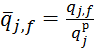 q̄_{j,f} = q_{j,f} / q_j^p